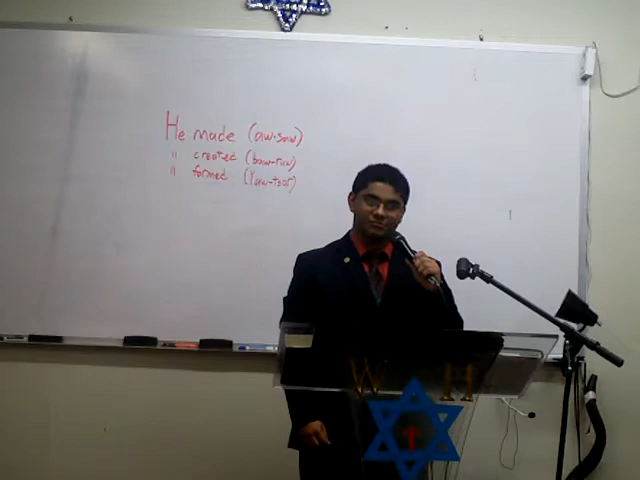 He made (aw-saw)
" created (baw-raw)
" formed (Yaw-tsar)
W H